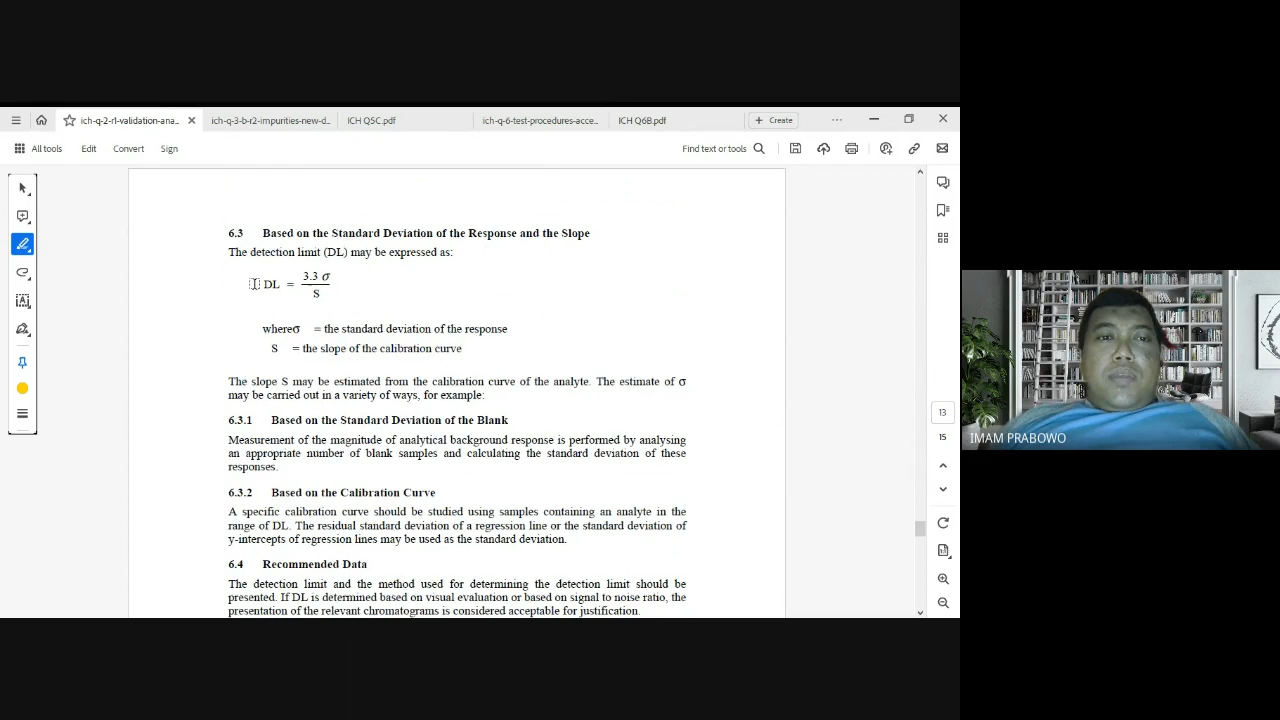 ich-q-2-r1-validation-ana...
ich-q-3-b-r2-impurities-new-d...
ICH Q5C.pdf
ich-q-6-test-procedures-acce...
ICH Q6B.pdf
+ Create
All tools
Edit
Convert
Sign
Find text or tools
6.3 Based on the Standard Deviation of the Response and the Slope
The detection limit (DL) may be expressed as:
DL = 3.3 σ
S
whereσ = the standard deviation of the response
S = the slope of the calibration curve
The slope S may be estimated from the calibration curve of the analyte. The estimate of σ
may be carried out in a variety of ways, for example:
6.3.1 Based on the Standard Deviation of the Blank
Measurement of the magnitude of analytical background response is performed by analysing
an appropriate number of blank samples and calculating the standard deviation of these
responses.
6.3.2 Based on the Calibration Curve
A specific calibration curve should be studied using samples containing an analyte in the
range of DL. The residual standard deviation of a regression line or the standard deviation of
y-intercepts of regression lines may be used as the standard deviation.
6.4 Recommended Data
The detection limit and the method used for determining the detection limit should be
presented. If DL is determined based on visual evaluation or based on signal to noise ratio, the
presentation of the relevant chromatograms is considered acceptable for justification.
13
15
IMAM PRABOWO